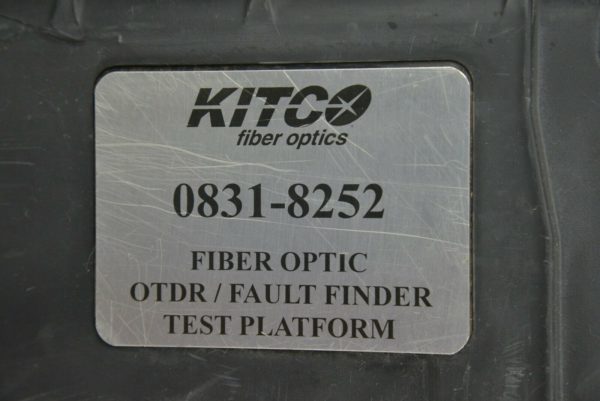 KITCO
fiber optics
0831-8252
FIBER OPTIC
OTDR / FAULT FINDER
TEST PLATFORM